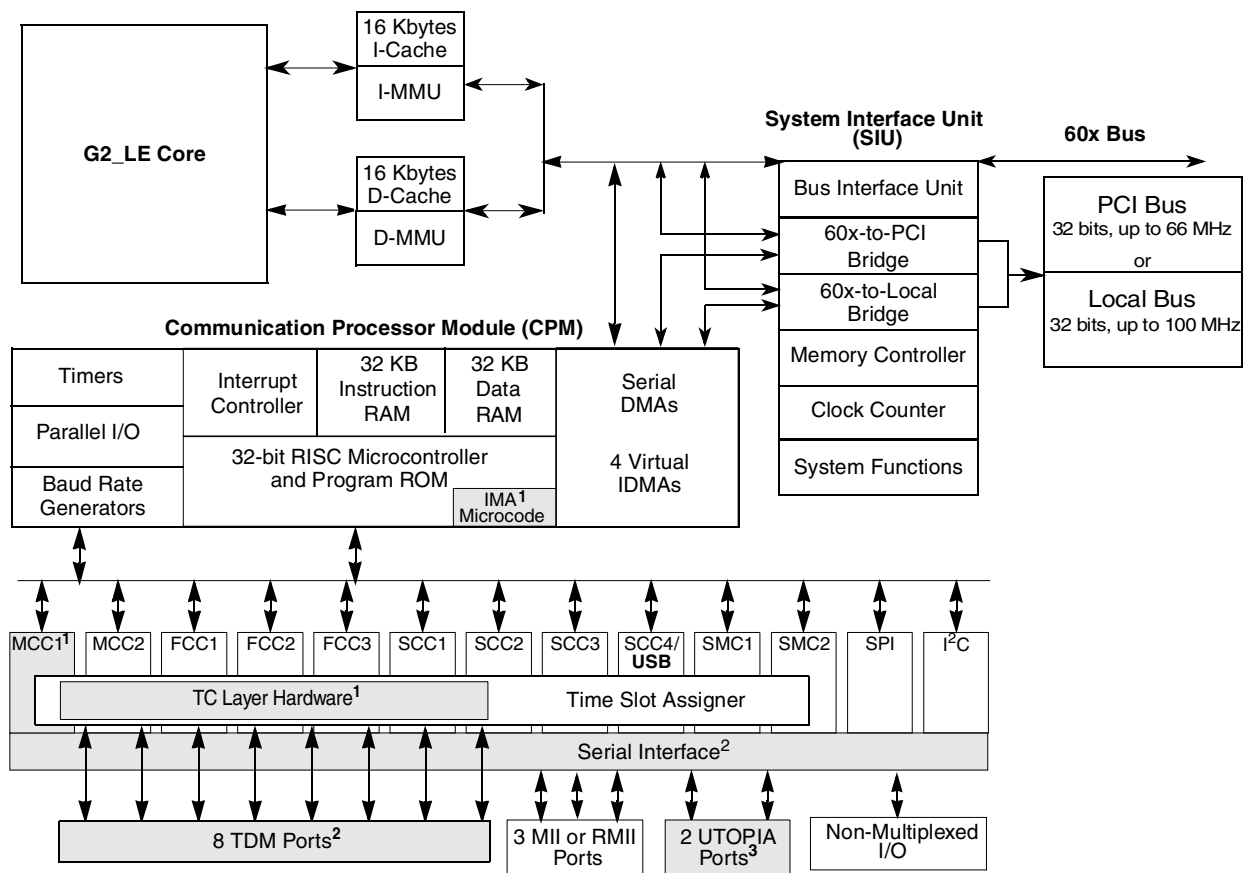 16 Kbytes
I-Cache
I-MMU
G2_LE Core
16 Kbytes
D-Cache
D-MMU
System Interface Unit
(SIU)
60x Bus
Bus Interface Unit
60x-to-PCI
Bridge
60x-to-Local
Bridge
Memory Controller
Clock Counter
System Functions
PCI Bus
32 bits, up to 66 MHz
or
Local Bus
32 bits, up to 100 MHz
Communication Processor Module (CPM)
Timers
Parallel I/O
Baud Rate
Generators
Interrupt
Controller
32 KB
Instruction
RAM
32 KB
Data
RAM
32-bit RISC Microcontroller
and Program ROM
IMA¹
Microcode
Serial
DMAs
4 Virtual
IDMAs
MCC1¹
MCC2
FCC1
FCC2
FCC3
SCC1
SCC2
SCC3
SCC4/
USB
SMC1
SMC2
SPI
I²C
TC Layer Hardware¹
Time Slot Assigner
Serial Interface²
8 TDM Ports²
3 MII or RMII
Ports
2 UTOPIA
Ports³
Non-Multiplexed
I/O